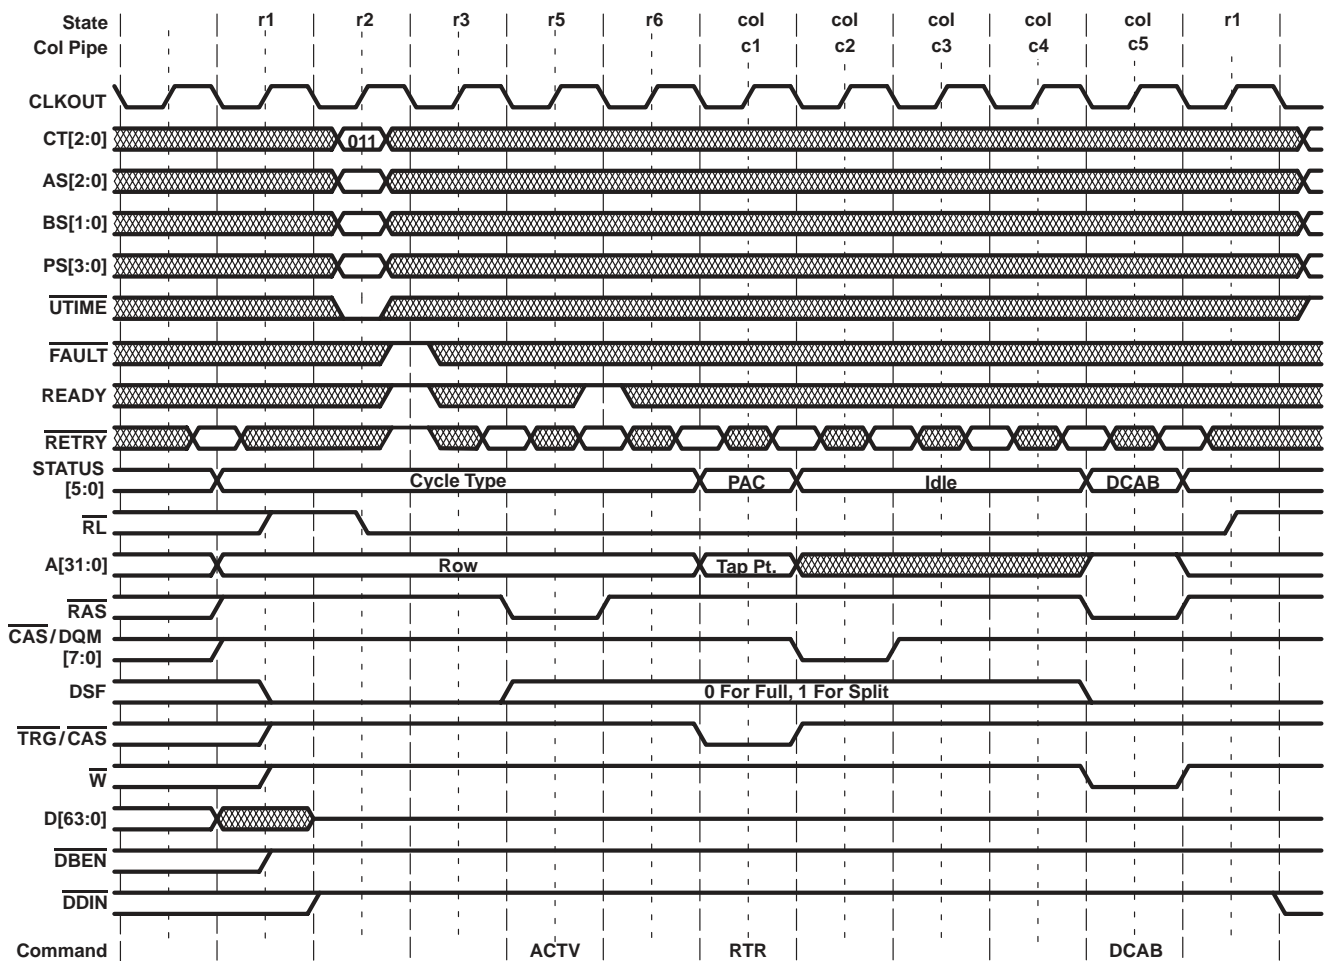 State r1 r2 r3 r5 r6 col col col col col r1
Col Pipe c1 c2 c3 c4 c5
CLKOUT
CT[2:0] 011
AS[2:0]
BS[1:0]
PS[3:0]
UTIME
FAULT
READY
RETRY
STATUS
[5:0] Cycle Type PAC Idle DCAB
RL
A[31:0] Row Tap Pt.
RAS
CAS/DQM
[7:0]
DSF 0 For Full, 1 For Split
TRG/CAS
W
D[63:0]
DBEN
DDIN
Command ACTV RTR DCAB